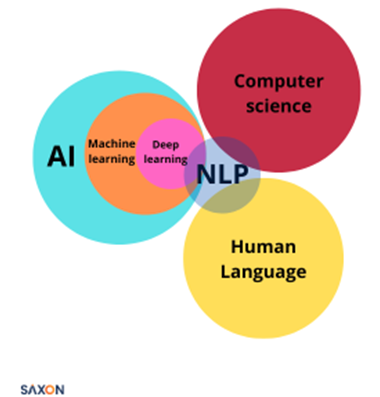 Computer
science
AI
Machine
learning
Deep
learning
NLP
Human
Language
SAXON